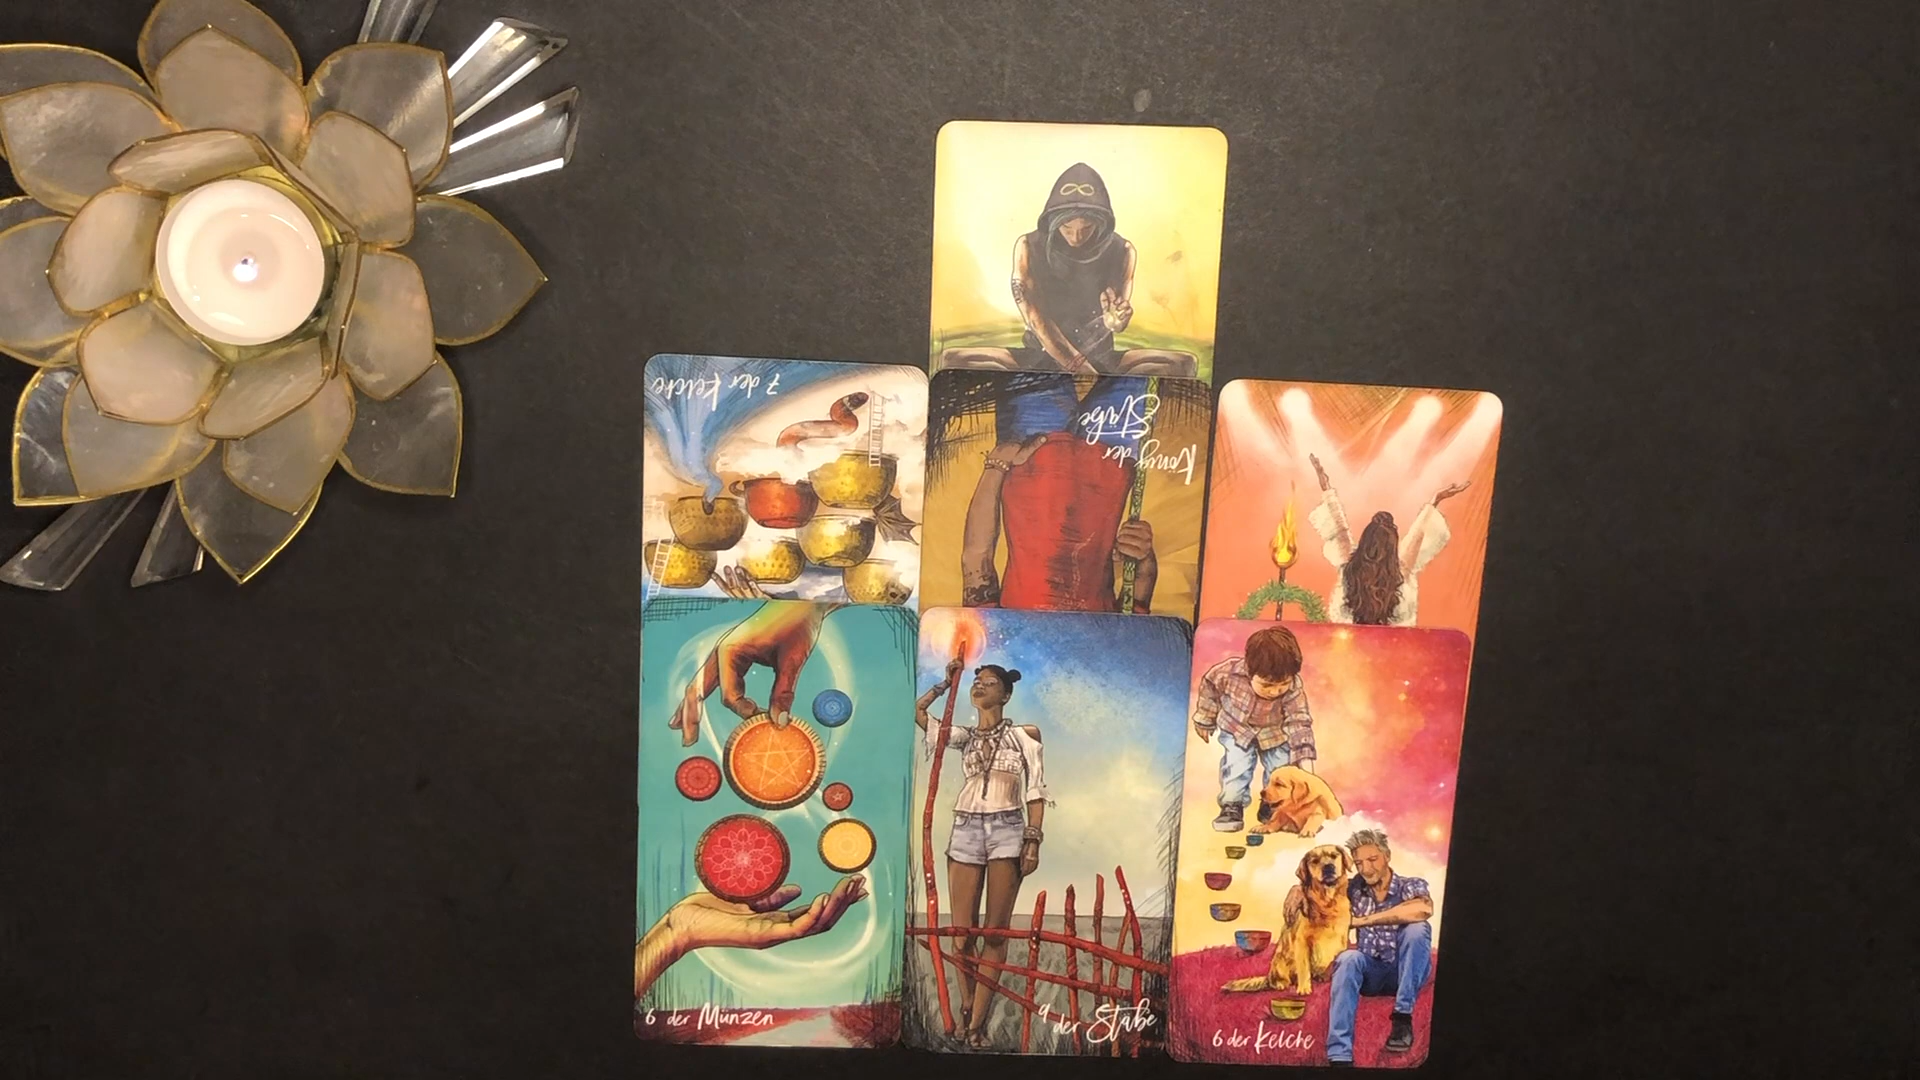 7 der Kelche
König der
Stäbe
6 der Münzen
9 der Stäbe
6 der Kelche